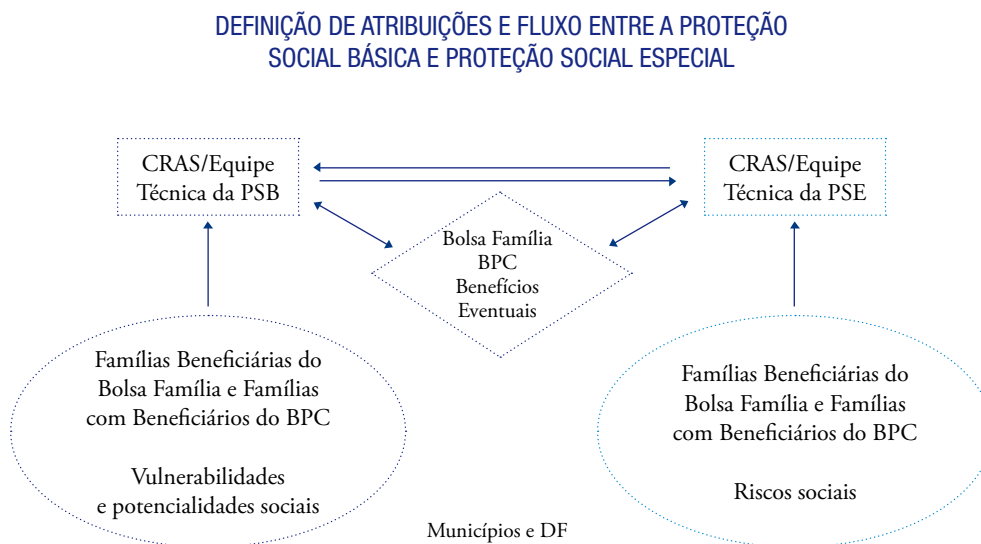 DEFINIÇÃO DE ATRIBUIÇÕES E FLUXO ENTRE A PROTEÇÃO
SOCIAL BÁSICA E PROTEÇÃO SOCIAL ESPECIAL
CRAS/Equipe
Técnica da PSB
CRAS/Equipe
Técnica da PSE
Bolsa Família
BPC
Benefícios
Eventuais
Famílias Beneficiárias do
Bolsa Família e Famílias
com Beneficiários do BPC
Vulnerabilidades
e potencialidades sociais
Famílias Beneficiárias do
Bolsa Família e Famílias
com Beneficiários do BPC
Riscos sociais
Municípios e DF